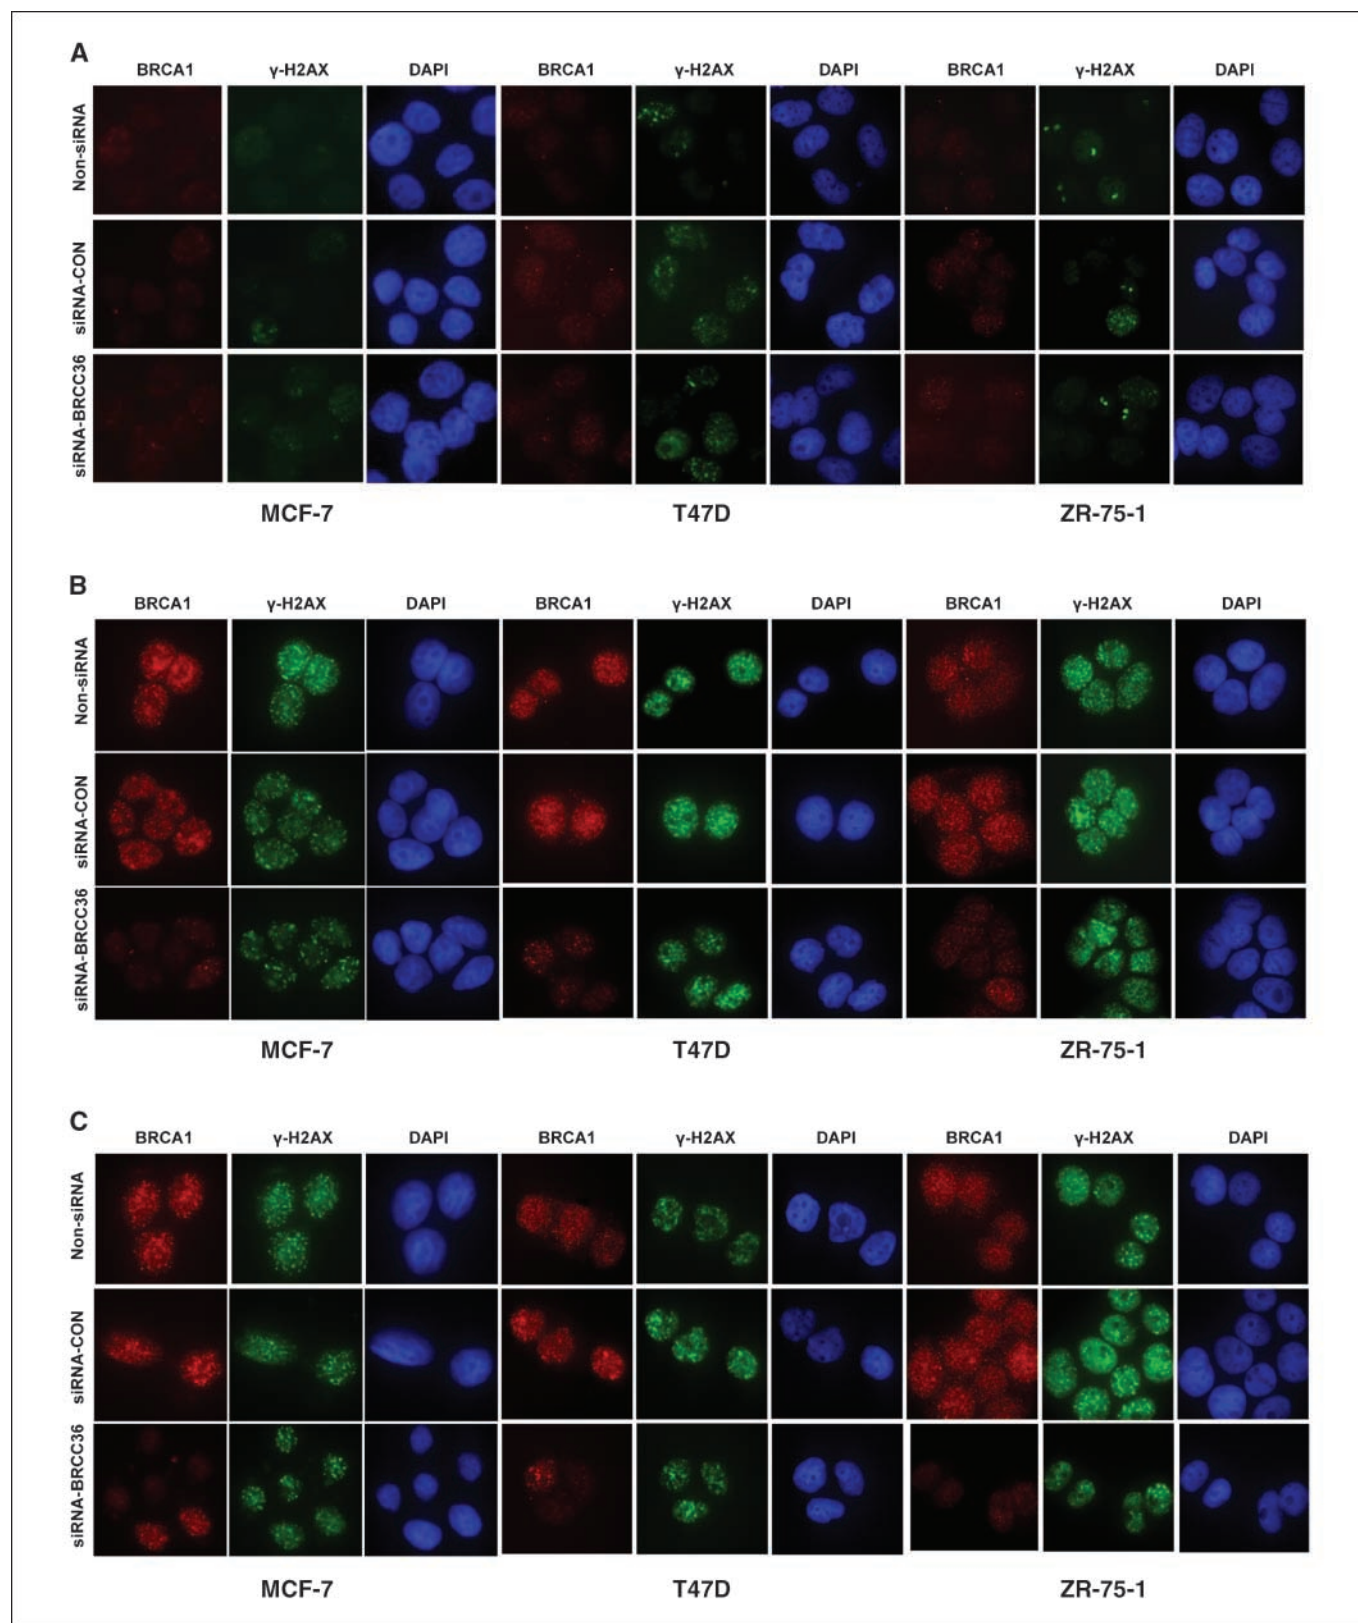 A
BRCA1 γ-H2AX DAPI BRCA1 γ-H2AX DAPI BRCA1 γ-H2AX DAPI
Non-siRNA
siRNA-CON
siRNA-BRCC36
MCF-7 T47D ZR-75-1
B
BRCA1 γ-H2AX DAPI BRCA1 γ-H2AX DAPI BRCA1 γ-H2AX DAPI
Non-siRNA
siRNA-CON
siRNA-BRCC36
MCF-7 T47D ZR-75-1
C
BRCA1 γ-H2AX DAPI BRCA1 γ-H2AX DAPI BRCA1 γ-H2AX DAPI
Non-siRNA
siRNA-CON
siRNA-BRCC36
MCF-7 T47D ZR-75-1